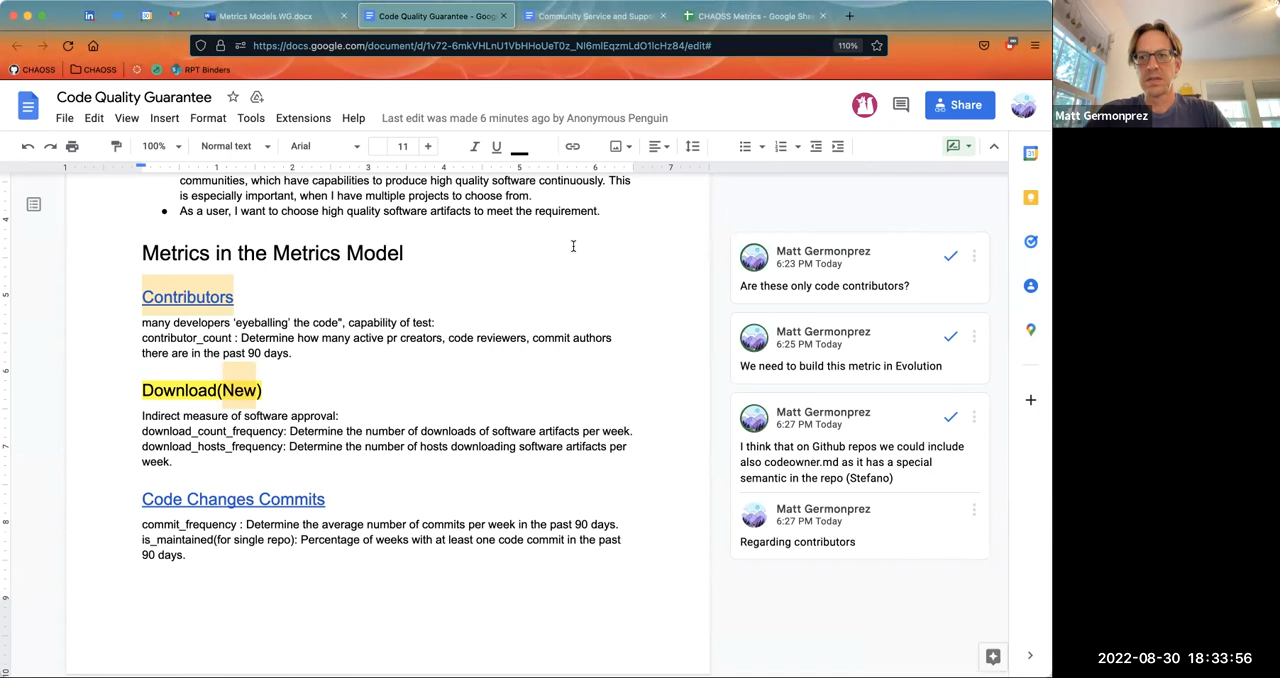 Metrics Models WG.docx
Code Quality Guarantee - Goog
Community Service and Suppo
CHAOSS Metrics - Google She
https://docs.google.com/document/d/1v72-6mkVHLnU1VbHHoUeT0z_NI6mIEqzmLdO1lcHz84/edit#
110%
CHAOSS
CHAOSS
RPT Binders
Code Quality Guarantee
File Edit View Insert Format Tools Extensions Help
Last edit was made 6 minutes ago by Anonymous Penguin
Share
100%
Normal text
Arial
11
communities, which have capabilities to produce high quality software continuously. This
is especially important, when I have multiple projects to choose from.
● As a user, I want to choose high quality software artifacts to meet the requirement.
Metrics in the Metrics Model
Contributors
many developers 'eyeballing' the code", capability of test:
contributor_count : Determine how many active pr creators, code reviewers, commit authors
there are in the past 90 days.
Download(New)
Indirect measure of software approval:
download_count_frequency: Determine the number of downloads of software artifacts per week.
download_hosts_frequency: Determine the number of hosts downloading software artifacts per
week.
Code Changes Commits
commit_frequency : Determine the average number of commits per week in the past 90 days.
is_maintained(for single repo): Percentage of weeks with at least one code commit in the past
90 days.
Matt Germonprez
6:23 PM Today
Are these only code contributors?
Matt Germonprez
6:25 PM Today
We need to build this metric in Evolution
Matt Germonprez
6:27 PM Today
I think that on Github repos we could include
also codeowner.md as it has a special
semantic in the repo (Stefano)
Matt Germonprez
6:27 PM Today
Regarding contributors
Matt Germonprez
2022-08-30 18:33:56